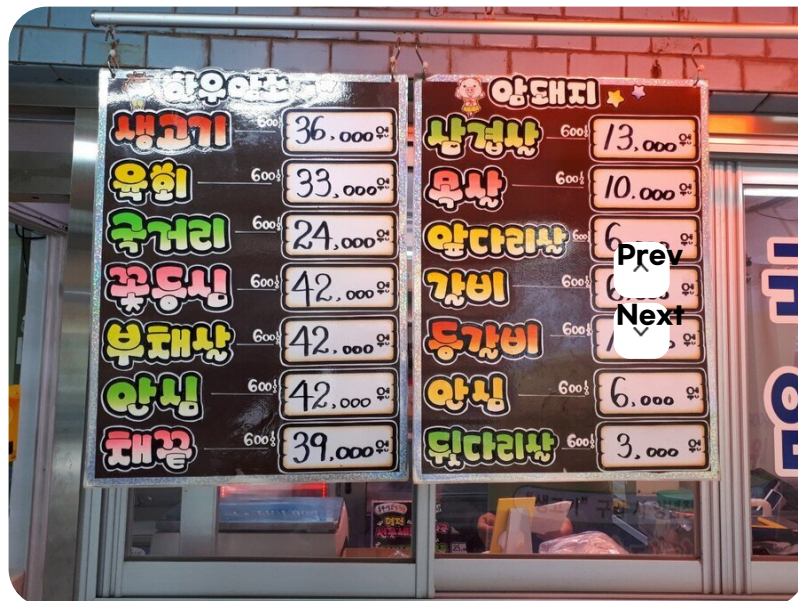 한우암소
생고기 600g 36,000원
육회 600g 33,000원
국거리 600g 24,000원
꽃등심 600g 42,000원
부채살 600g 42,000원
안심 600g 42,000원
채끝 600g 39,000원
암돼지
삼겹살 600g 13,000원
목살 600g 10,000원
앞다리살 600g
갈비 600g
등갈비 600g
안심 600g 6,000원
뒷다리살 600g 3,000원
Prev
Next